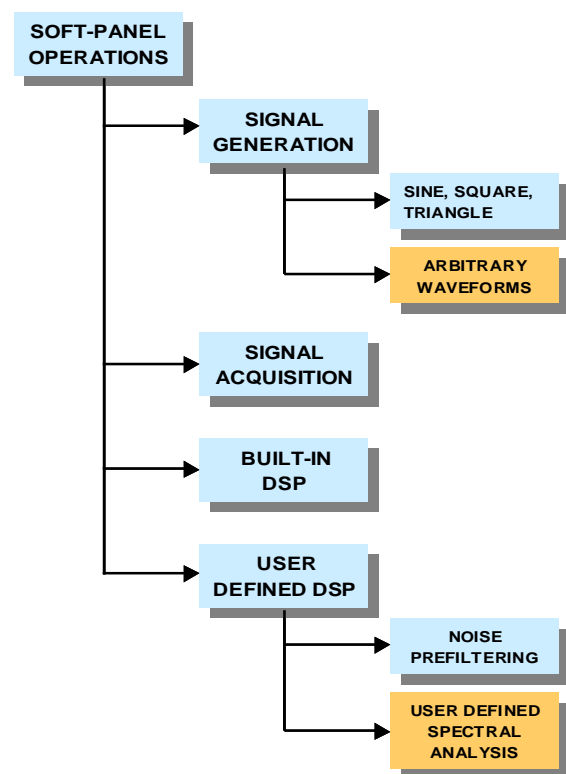 SOFT-PANEL
OPERATIONS
SIGNAL
GENERATION
SINE, SQUARE,
TRIANGLE
ARBITRARY
WAVEFORMS
SIGNAL
ACQUISITION
BUILT-IN
DSP
USER
DEFINED DSP
NOISE
PREFILTERING
USER DEFINED
SPECTRAL
ANALYSIS